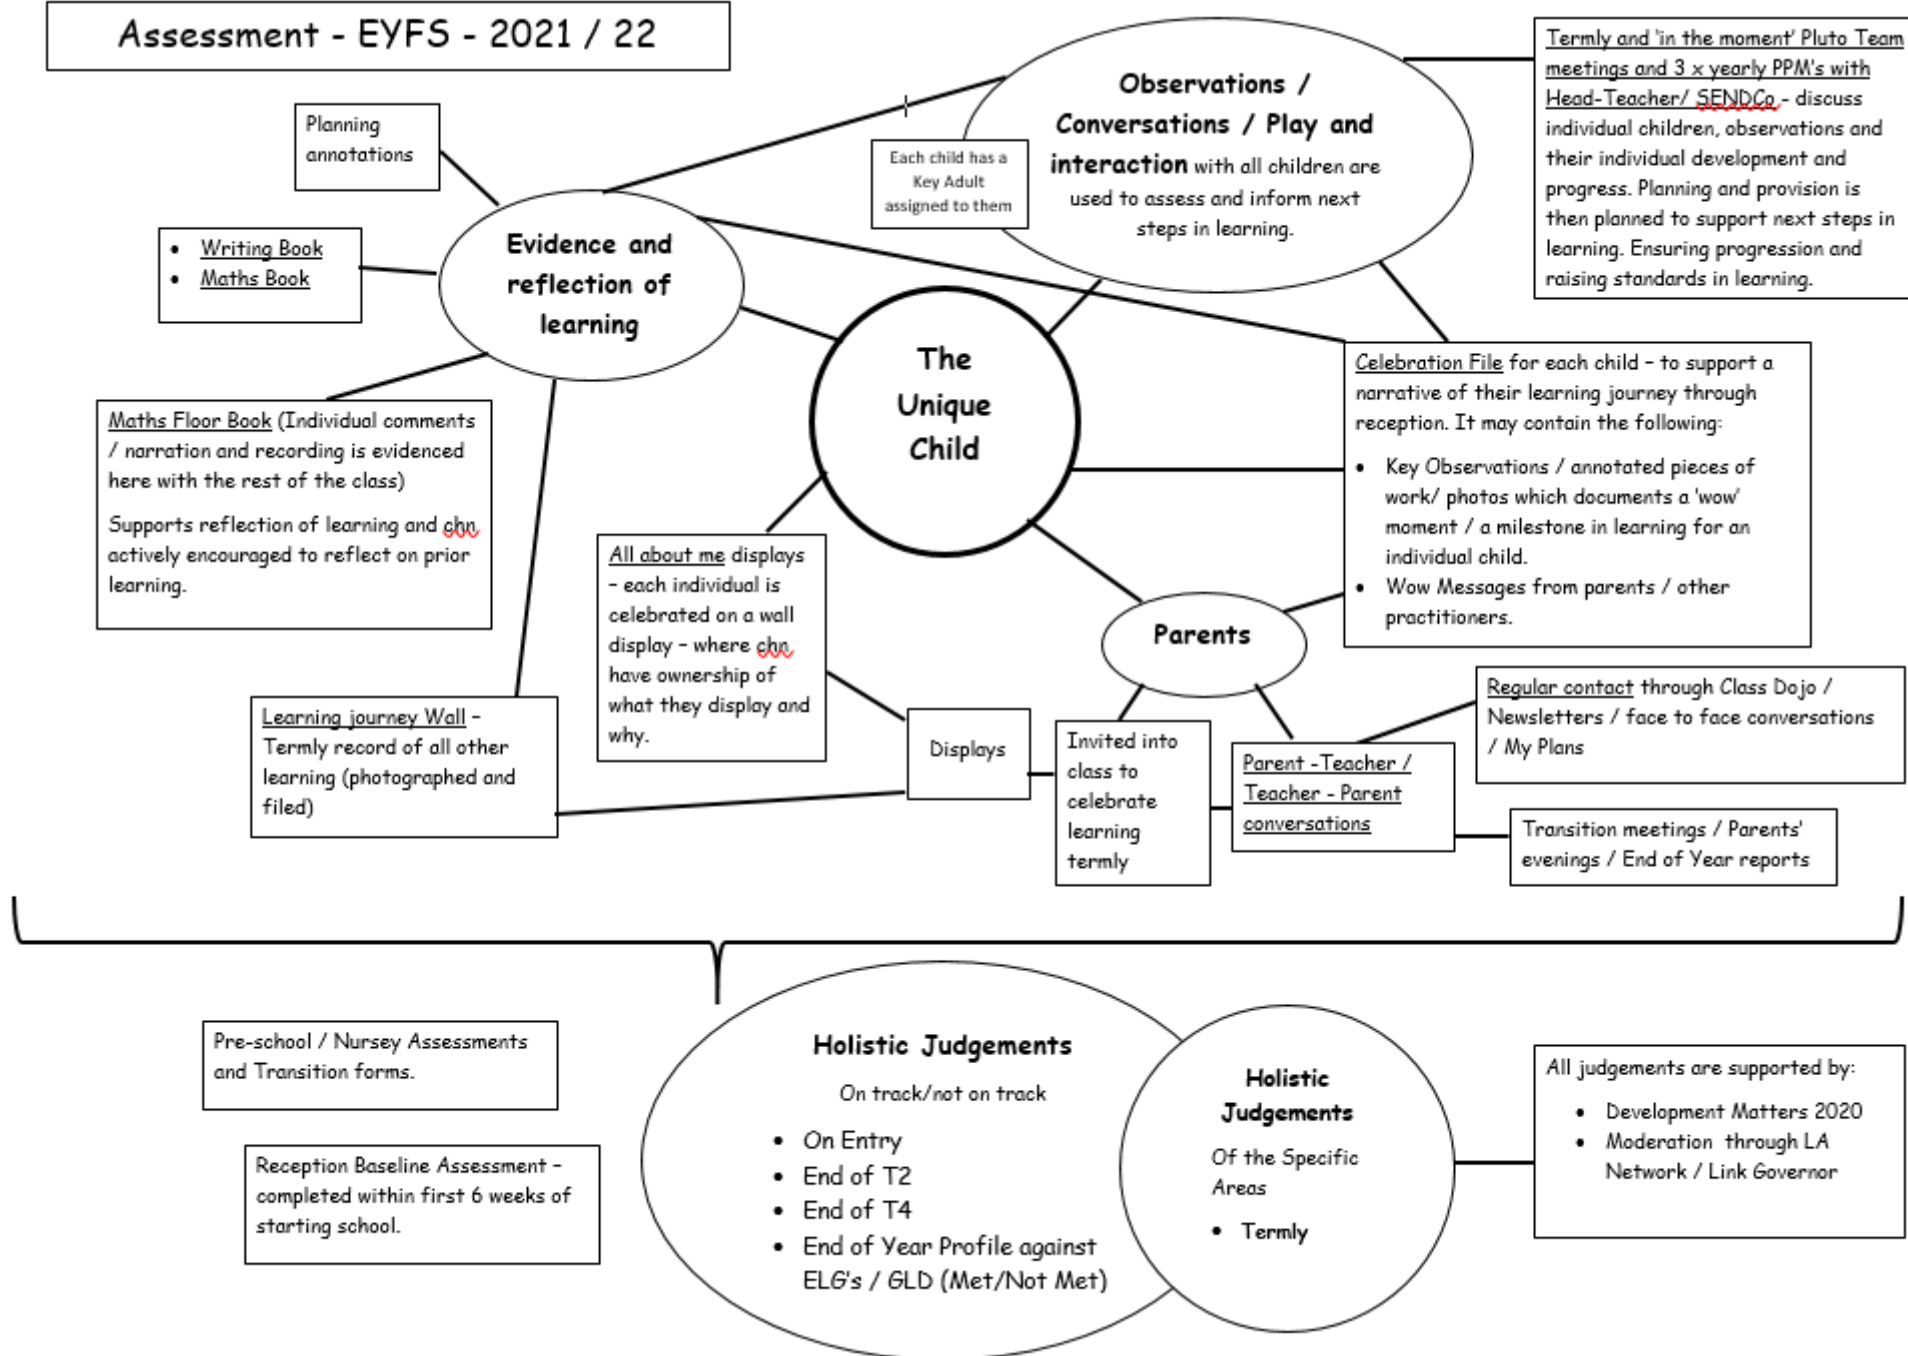 Assessment - EYFS - 2021 / 22
Planning
annotations
• Writing Book
• Maths Book
Evidence and
reflection of
learning
Each child has a
Key Adult
assigned to them
Observations /
Conversations / Play and
interaction with all children are
used to assess and inform next
steps in learning.
Termly and 'in the moment' Pluto Team
meetings and 3 x yearly PPM's with
Head-Teacher/ SENDCo - discuss
individual children, observations and
their individual development and
progress. Planning and provision is
then planned to support next steps in
learning. Ensuring progression and
raising standards in learning.
The
Unique
Child
Celebration File for each child – to support a
narrative of their learning journey through
reception. It may contain the following:
• Key Observations / annotated pieces of
work/ photos which documents a 'wow'
moment / a milestone in learning for an
individual child.
• Wow Messages from parents / other
practitioners.
Maths Floor Book (Individual comments
/ narration and recording is evidenced
here with the rest of the class)
Supports reflection of learning and chn
actively encouraged to reflect on prior
learning.
All about me displays
– each individual is
celebrated on a wall
display – where chn
have ownership of
what they display and
why.
Parents
Learning journey Wall –
Termly record of all other
learning (photographed and
filed)
Displays
Invited into
class to
celebrate
learning
termly
Parent -Teacher /
Teacher - Parent
conversations
Regular contact through Class Dojo /
Newsletters / face to face conversations
/ My Plans
Transition meetings / Parents'
evenings / End of Year reports
Pre-school / Nursey Assessments
and Transition forms.
Reception Baseline Assessment –
completed within first 6 weeks of
starting school.
Holistic Judgements
On track/not on track
• On Entry
• End of T2
• End of T4
• End of Year Profile against
ELG's / GLD (Met/Not Met)
Holistic
Judgements
Of the Specific
Areas
• Termly
All judgements are supported by:
• Development Matters 2020
• Moderation through LA
Network / Link Governor